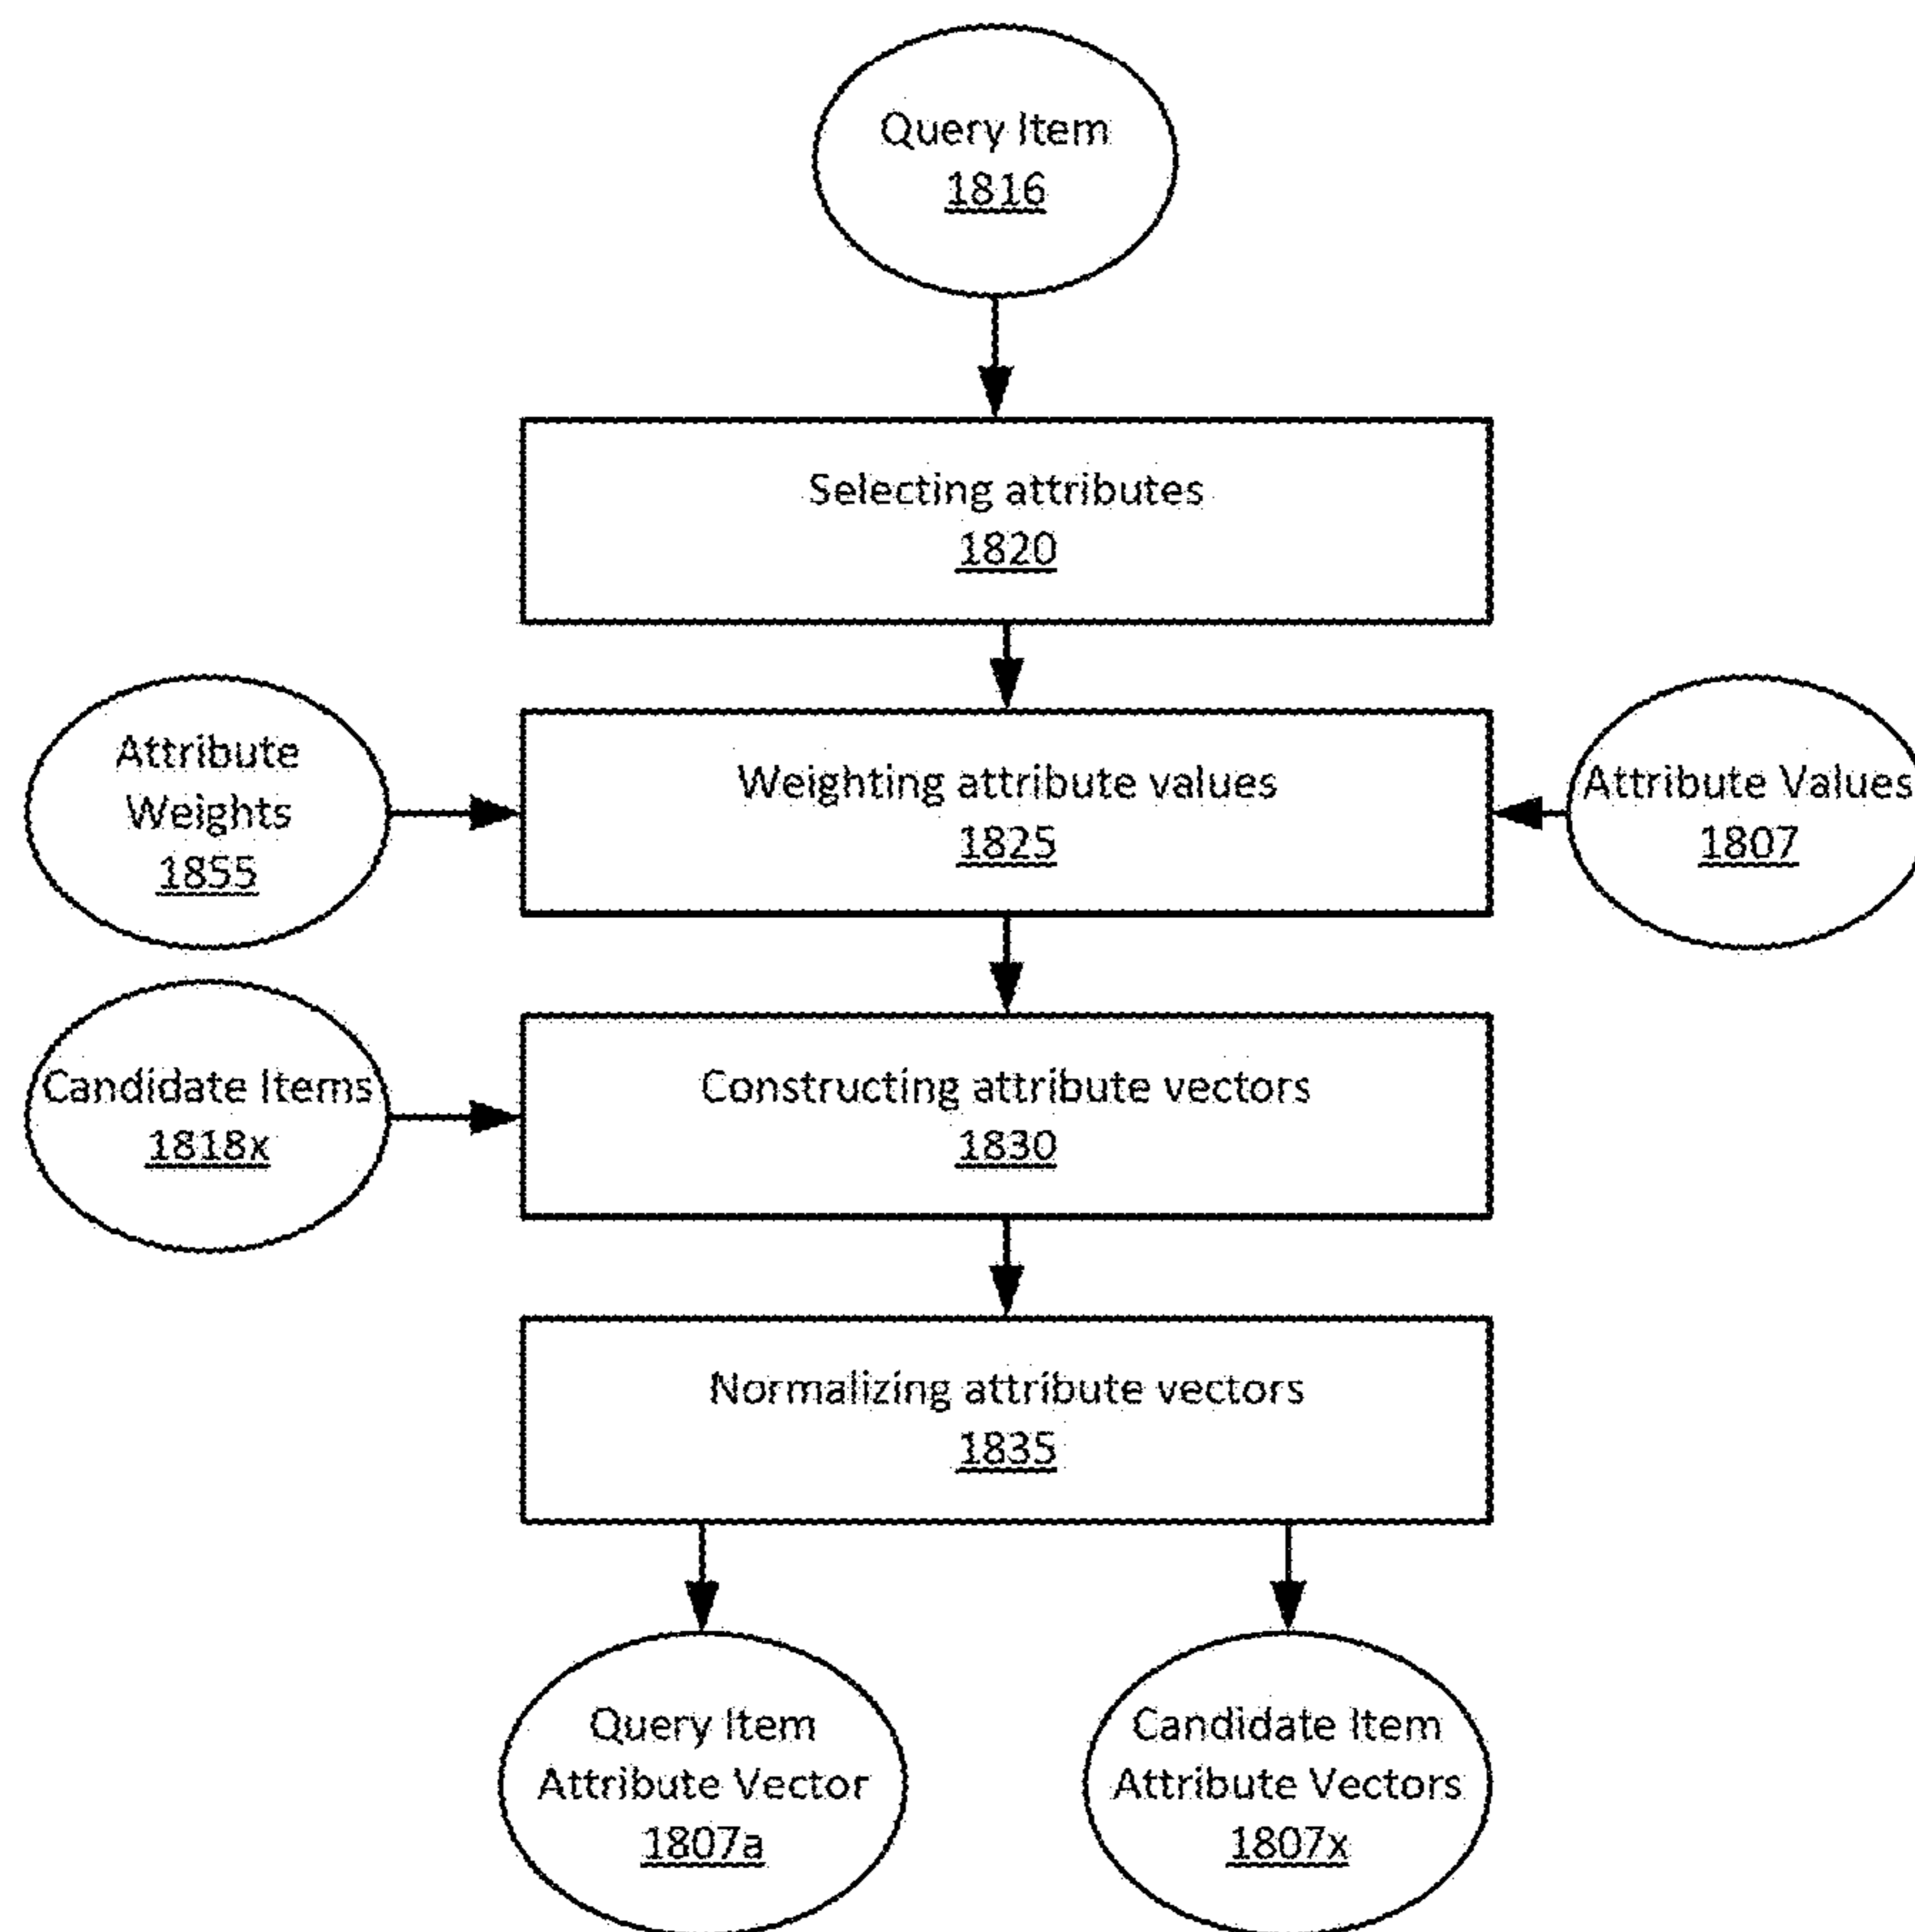 Query Item
1816
Selecting attributes
1820
Attribute
Weights
1855
Weighting attribute values
1825
Attribute Values
1807
Candidate Items
1818x
Constructing attribute vectors
1830
Normalizing attribute vectors
1835
Query Item
Attribute Vector
1807a
Candidate Item
Attribute Vectors
1807x